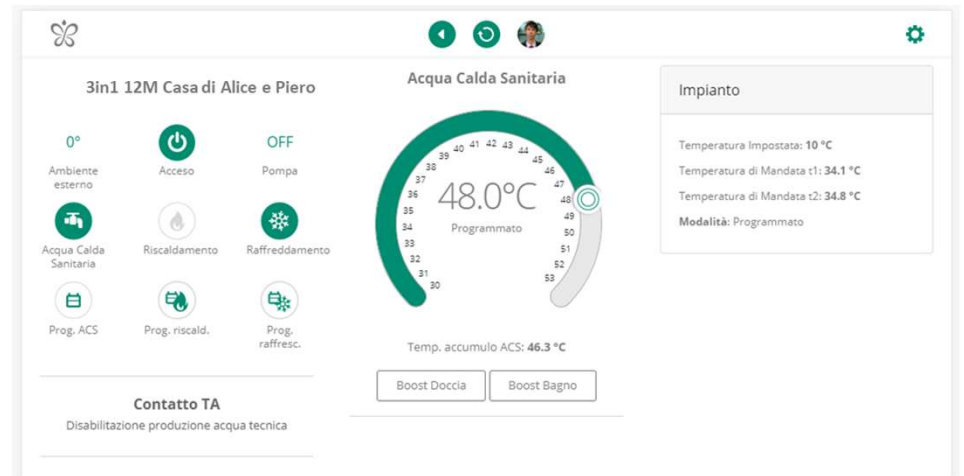 3in1 12M Casa di Alice e Piero
0°
Ambiente
esterno
Acceso
OFF
Pompa
Acqua Calda
Sanitaria
Riscaldamento
Raffreddamento
Prog. ACS
Prog. riscald.
Prog.
raffresc.
Contatto TA
Disabilitazione produzione acqua tecnica
Acqua Calda Sanitaria
30
31
32
33
34
35
36
37
38
39
40
41
42
43
44
45
46
47
48
49
50
51
52
53
48.0°C
Programmato
Temp. accumulo ACS: 46.3 °C
Boost Doccia
Boost Bagno
Impianto
Temperatura Impostata: 10 °C
Temperatura di Mandata t1: 34.1 °C
Temperatura di Mandata t2: 34.8 °C
Modalità: Programmato